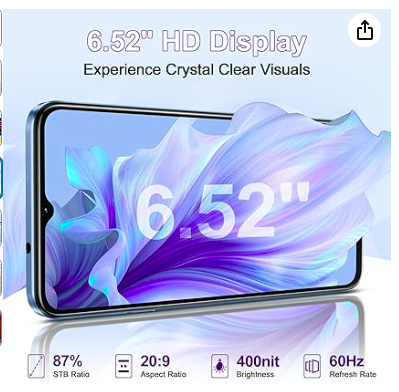 6.52" HD Display
Experience Crystal Clear Visuals
6.52"
87%
STB Ratio
20:9
Aspect Ratio
400nit
Brightness
60Hz
Refresh Rate